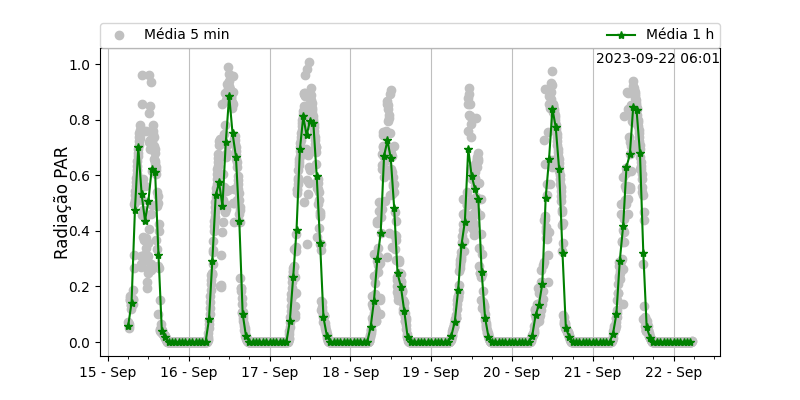 Média 5 min
Média 1 h
2023-09-22 06:01
Radiação PAR
1.0
0.8
0.6
0.4
0.2
0.0
15 - Sep
16 - Sep
17 - Sep
18 - Sep
19 - Sep
20 - Sep
21 - Sep
22 - Sep